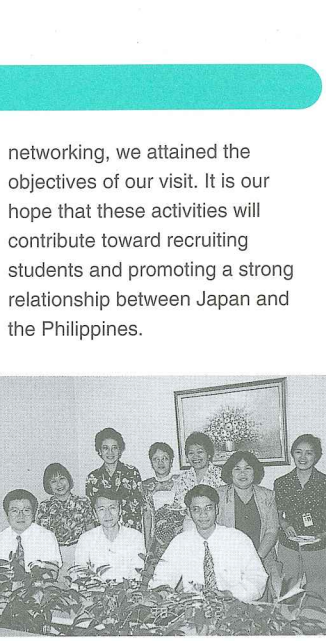 networking, we attained the
objectives of our visit. It is our
hope that these activities will
contribute toward recruiting
students and promoting a strong
relationship between Japan and
the Philippines.